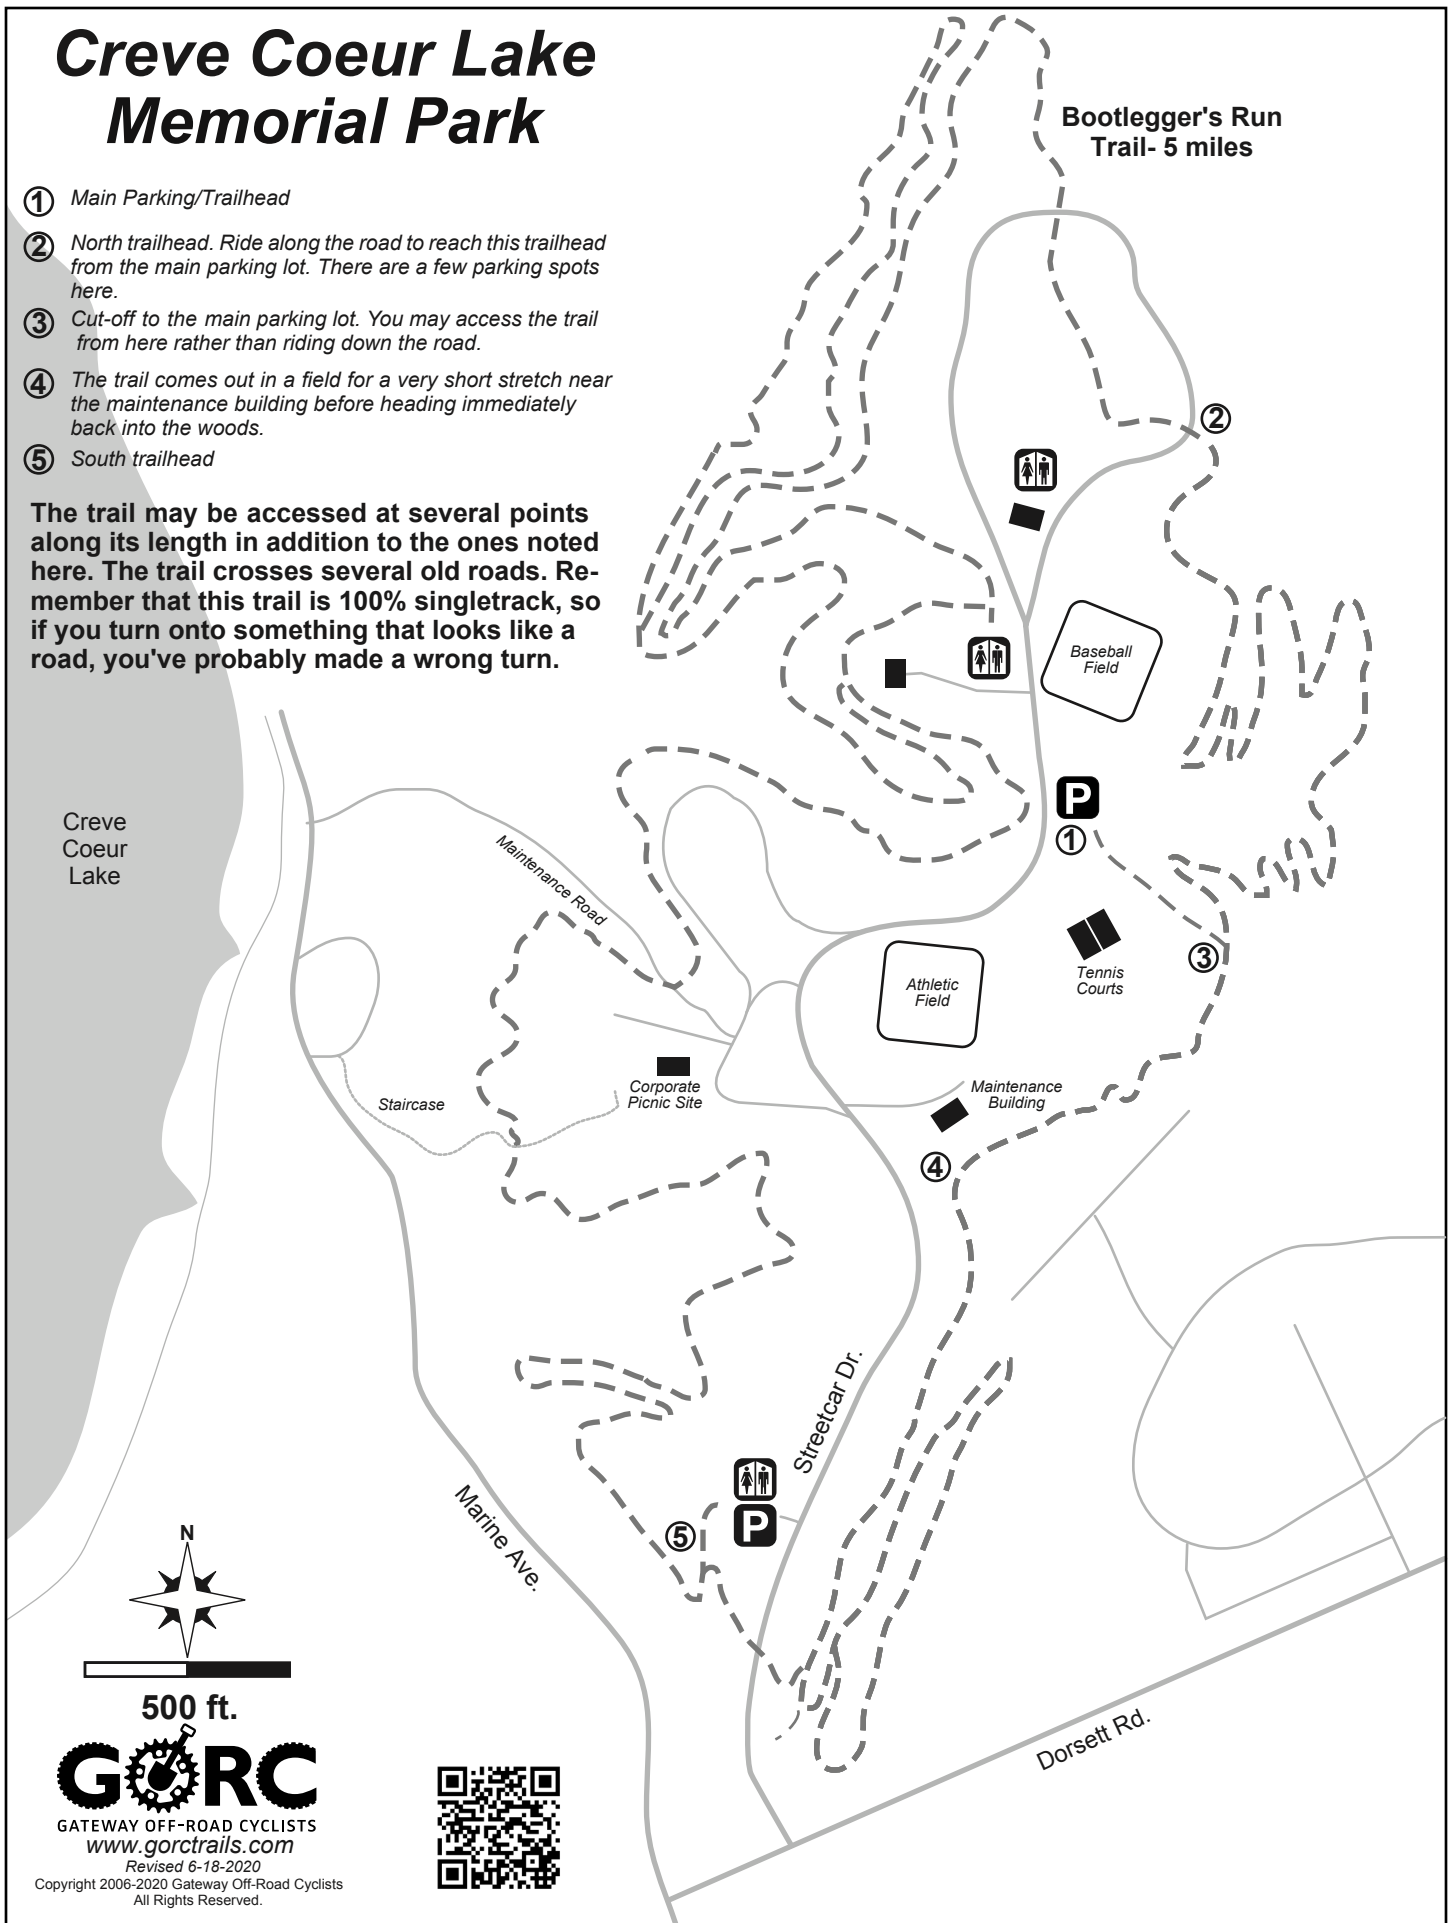 Creve Coeur Lake
Memorial Park
1 Main Parking/Trailhead
2 North trailhead. Ride along the road to reach this trailhead
from the main parking lot. There are a few parking spots
here.
3 Cut-off to the main parking lot. You may access the trail
from here rather than riding down the road.
4 The trail comes out in a field for a very short stretch near
the maintenance building before heading immediately
back into the woods.
5 South trailhead
The trail may be accessed at several points
along its length in addition to the ones noted
here. The trail crosses several old roads. Re-
member that this trail is 100% singletrack, so
if you turn onto something that looks like a
road, you've probably made a wrong turn.
Bootlegger's Run
Trail- 5 miles
2
Baseball
Field
P
1
Creve
Coeur
Lake
Maintenance Road
3
Tennis
Courts
Athletic
Field
Corporate
Picnic Site
Staircase
Maintenance
Building
4
Streetcar Dr.
P
5
Marine Ave.
Dorsett Rd.
N
500 ft.
GORC
GATEWAY OFF-ROAD CYCLISTS
www.gorctrails.com
Revised 6-18-2020
Copyright 2006-2020 Gateway Off-Road Cyclists
All Rights Reserved.